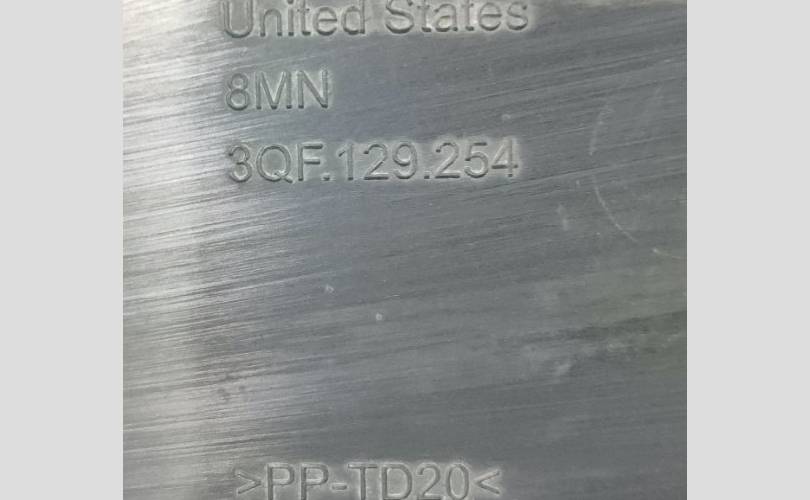 United States
8MN
3QF.129.254
>PP-TD20<